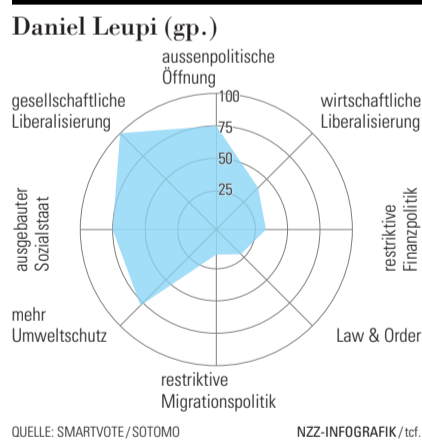 Daniel Leupi (gp.)
aussenpolitische
Öffnung
gesellschaftliche
Liberalisierung
wirtschaftliche
Liberalisierung
100
75
50
25
ausgebauter
Sozialstaat
restriktive
Finanzpolitik
mehr
Umweltschutz
Law & Order
restriktive
Migrationspolitik
QUELLE: SMARTVOTE / SOTOMO
NZZ-INFOGRAFIK / tcf.